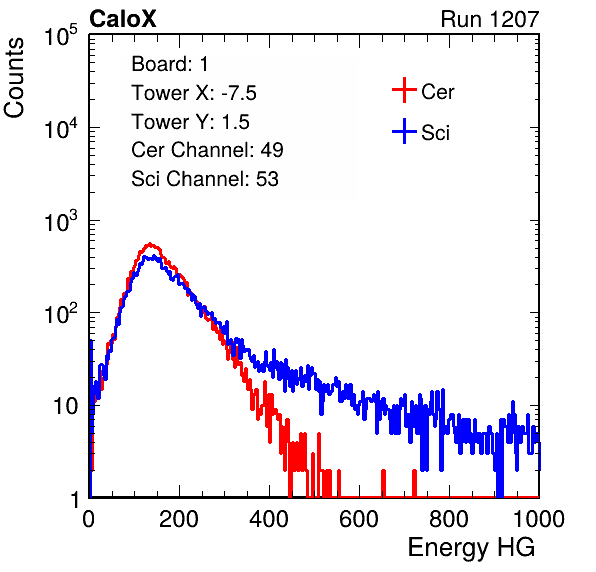 CaloX Run 1207
Board: 1
Tower X: -7.5
Tower Y: 1.5
Cer Channel: 49
Sci Channel: 53
Cer
Sci
Counts
10^5
10^4
10^3
10^2
10
1
0 200 400 600 800 1000
Energy HG